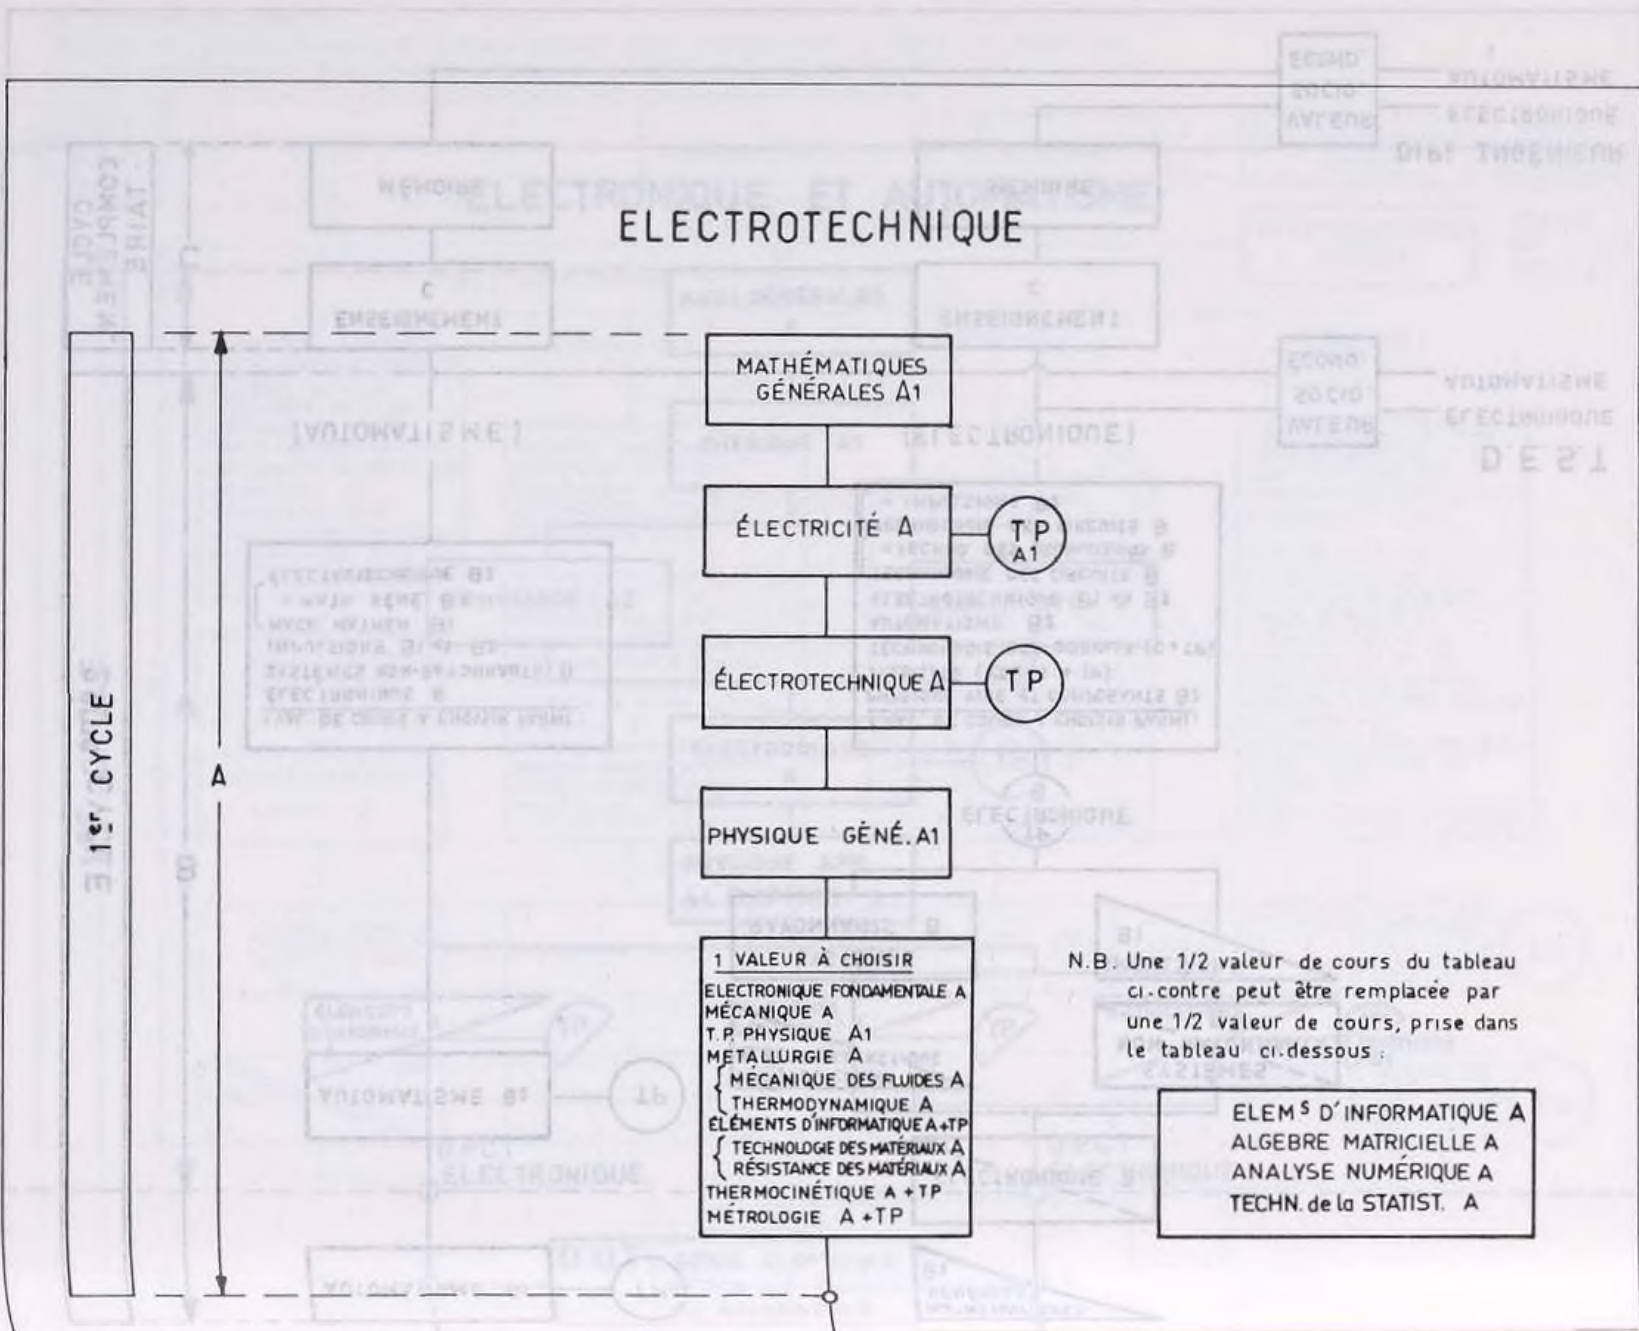 ELECTROTECHNIQUE
1er CYCLE
A
MATHÉMATIQUES
GÉNÉRALES A1
ÉLECTRICITÉ A
TP
A1
ÉLECTROTECHNIQUE A
TP
PHYSIQUE GÉNÉ. A1
1 VALEUR À CHOISIR
ELECTRONIQUE FONDAMENTALE A
MÉCANIQUE A
T.P. PHYSIQUE A1
METALLURGIE A
MÉCANIQUE DES FLUIDES A
THERMODYNAMIQUE A
ÉLÉMENTS D'INFORMATIQUE A+TP
TECHNOLOGIE DES MATÉRIAUX A
RÉSISTANCE DES MATÉRIAUX A
THERMOCINÉTIQUE A + TP
MÉTROLOGIE A +TP
N.B. Une 1/2 valeur de cours du tableau
ci-contre peut être remplacée par
une 1/2 valeur de cours, prise dans
le tableau ci-dessous :
ELEMS D'INFORMATIQUE A
ALGEBRE MATRICIELLE A
ANALYSE NUMÉRIQUE A
TECHN. de la STATIST. A